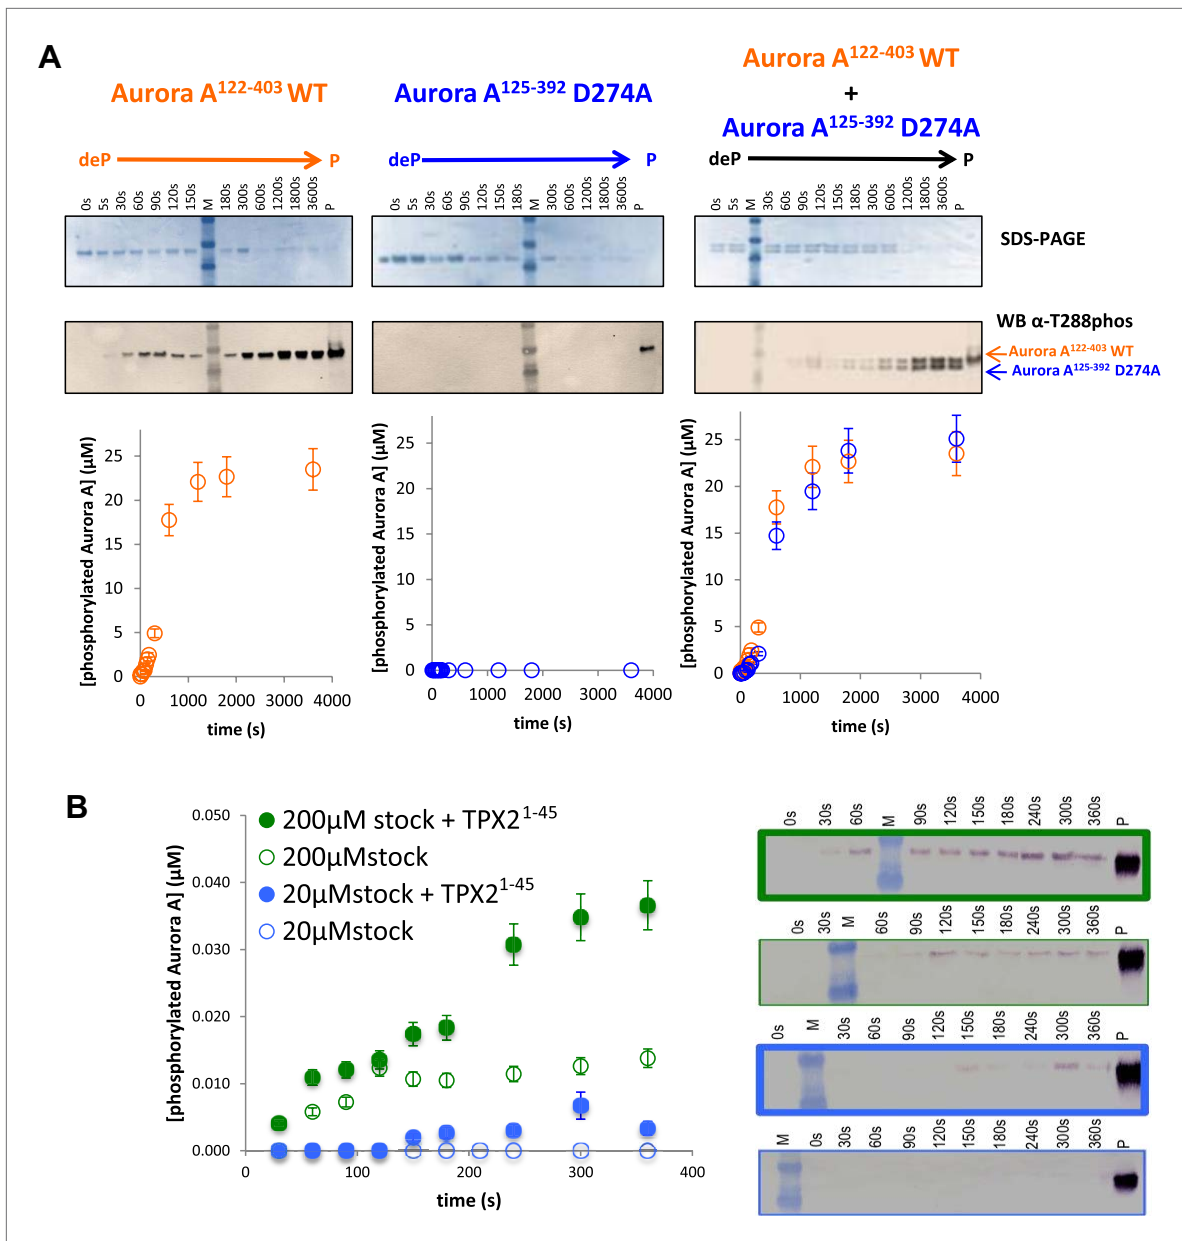 A
Aurora A122-403 WT
Aurora A125-392 D274A
Aurora A122-403 WT
+
Aurora A125-392 D274A
deP P
deP
deP P
0s 5s 30s 60s 90s 120s 150s M 180s 300s 600s 1200s 1800s 3600s P
0s 5s 30s 60s 90s 120s 150s 180s M 300s 600s 1200s 1800s 3600s P
0s 5s M 30s 60s 90s 120s 150s 180s 300s 600s 1200s 1800s 3600s P
SDS-PAGE
WB α-T288phos
Aurora A122-403 WT
Aurora A125-392 D274A
[phosphorylated Aurora A] (μM)
25
20
15
10
5
0
0 1000 2000 3000 4000
time (s)
[phosphorylated Aurora A] (μM)
25
20
15
10
5
0
0 1000 2000 3000 4000
time (s)
[phosphorylated Aurora A] (μM)
25
20
15
10
5
0
0 1000 2000 3000 4000
time (s)
B
[phosphorylated Aurora A] (μM)
0.050
0.040
0.030
0.020
0.010
0.000
0 100 200 300 400
time (s)
200μM stock + TPX21-45
200μMstock
20μMstock + TPX21-45
20μMstock
0s 30s 60s M 90s 120s 150s 180s 240s 300s 360s P
0s 30s M 60s 90s 120s 150s 180s 240s 300s 360s P
0s M 30s 60s 90s 120s 150s 180s 240s 300s 360s P
M 0s 30s 60s 90s 120s 150s 180s 240s 300s 360s P